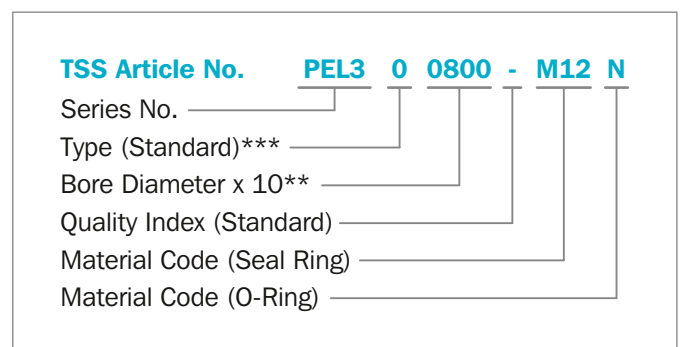 TSS Article No. PEL3 0 0800 - M12 N
Series No.
Type (Standard)***
Bore Diameter x 10**
Quality Index (Standard)
Material Code (Seal Ring)
Material Code (O-Ring)